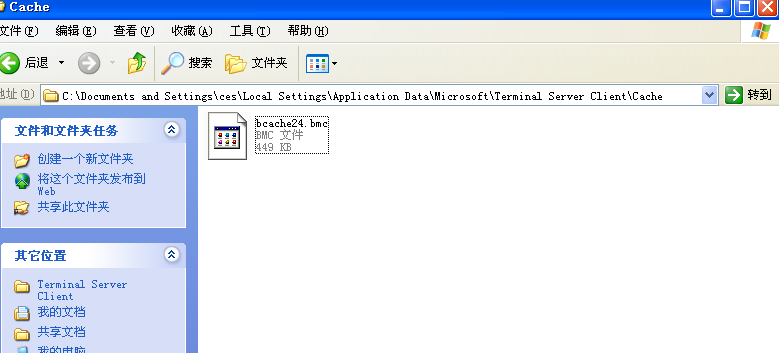 Cache
文件(F) 编辑(E) 查看(V) 收藏(A) 工具(T) 帮助(H)
后退 搜索 文件夹
地址(D) C:\Documents and Settings\ces\Local Settings\Application Data\Microsoft\Terminal Server Client\Cache 转到
文件和文件夹任务
创建一个新文件夹
将这个文件夹发布到
Web
共享此文件夹
其它位置
Terminal Server
Client
我的文档
共享文档
我的电脑
bcache24.bmc
BMC 文件
449 KB